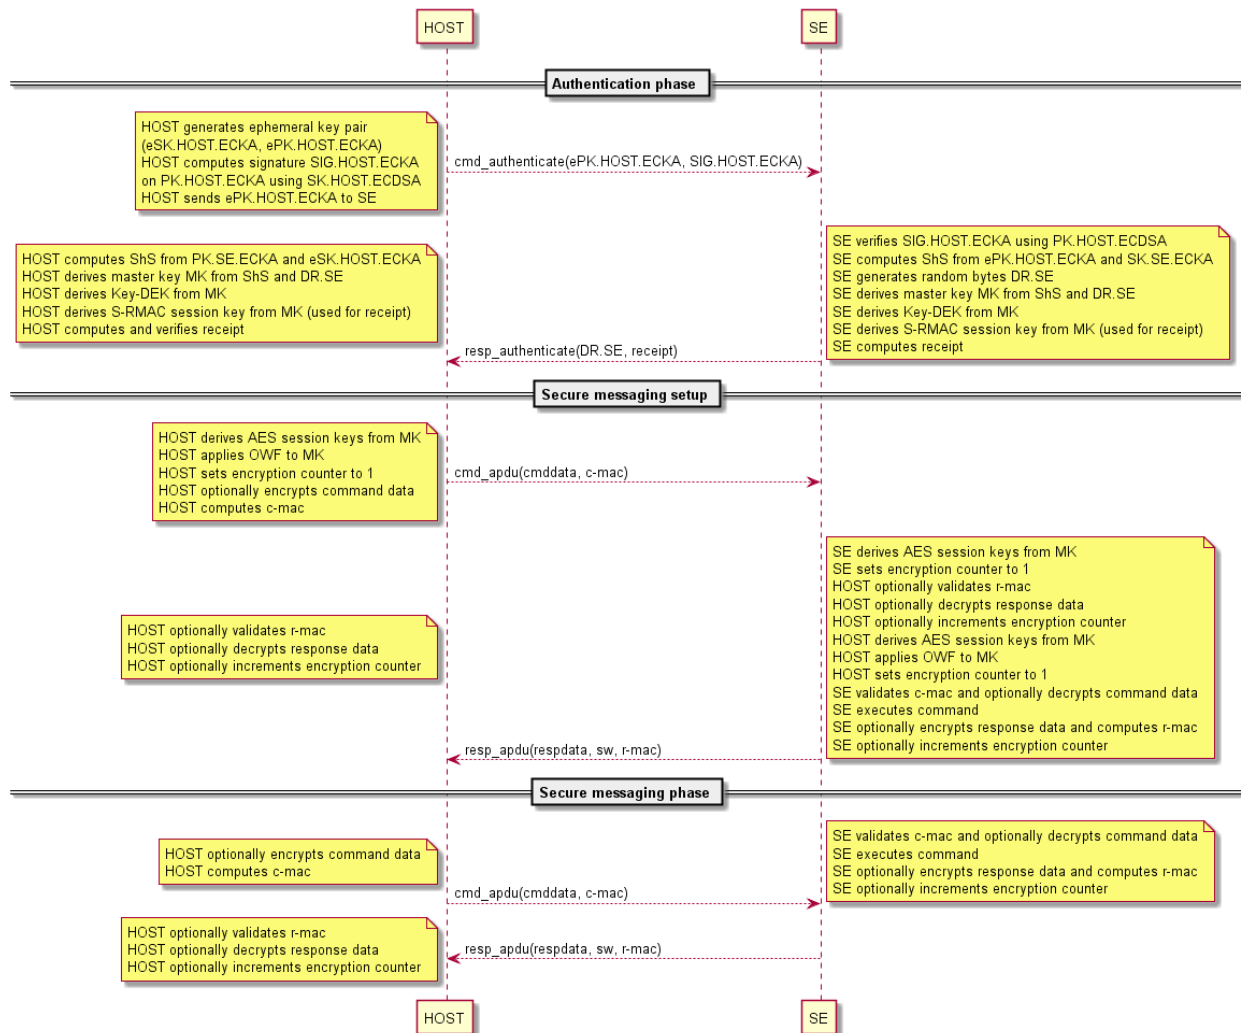 HOST
SE
Authentication phase
HOST generates ephemeral key pair
(eSK.HOST.ECKA, ePK.HOST.ECKA)
HOST computes signature SIG.HOST.ECKA
on PK.HOST.ECKA using SK.HOST.ECDSA
HOST sends ePK.HOST.ECKA to SE
cmd_authenticate(ePK.HOST.ECKA, SIG.HOST.ECKA)
HOST computes ShS from PK.SE.ECKA and eSK.HOST.ECKA
HOST derives master key MK from ShS and DR.SE
HOST derives Key-DEK from MK
HOST derives S-RMAC session key from MK (used for receipt)
HOST computes and verifies receipt
SE verifies SIG.HOST.ECKA using PK.HOST.ECDSA
SE computes ShS from ePK.HOST.ECKA and SK.SE.ECKA
SE generates random bytes DR.SE
SE derives master key MK from ShS and DR.SE
SE derives Key-DEK from MK
SE derives S-RMAC session key from MK (used for receipt)
SE computes receipt
resp_authenticate(DR.SE, receipt)
Secure messaging setup
HOST derives AES session keys from MK
HOST applies OWF to MK
HOST sets encryption counter to 1
HOST optionally encrypts command data
HOST computes c-mac
cmd_apdu(cmddata, c-mac)
SE derives AES session keys from MK
SE sets encryption counter to 1
HOST optionally validates r-mac
HOST optionally decrypts response data
HOST optionally increments encryption counter
HOST derives AES session keys from MK
HOST applies OWF to MK
HOST sets encryption counter to 1
SE validates c-mac and optionally decrypts command data
SE executes command
SE optionally encrypts response data and computes r-mac
SE optionally increments encryption counter
HOST optionally validates r-mac
HOST optionally decrypts response data
HOST optionally increments encryption counter
resp_apdu(respdata, sw, r-mac)
Secure messaging phase
HOST optionally encrypts command data
HOST computes c-mac
SE validates c-mac and optionally decrypts command data
SE executes command
SE optionally encrypts response data and computes r-mac
SE optionally increments encryption counter
cmd_apdu(cmddata, c-mac)
HOST optionally validates r-mac
HOST optionally decrypts response data
HOST optionally increments encryption counter
resp_apdu(respdata, sw, r-mac)
HOST
SE